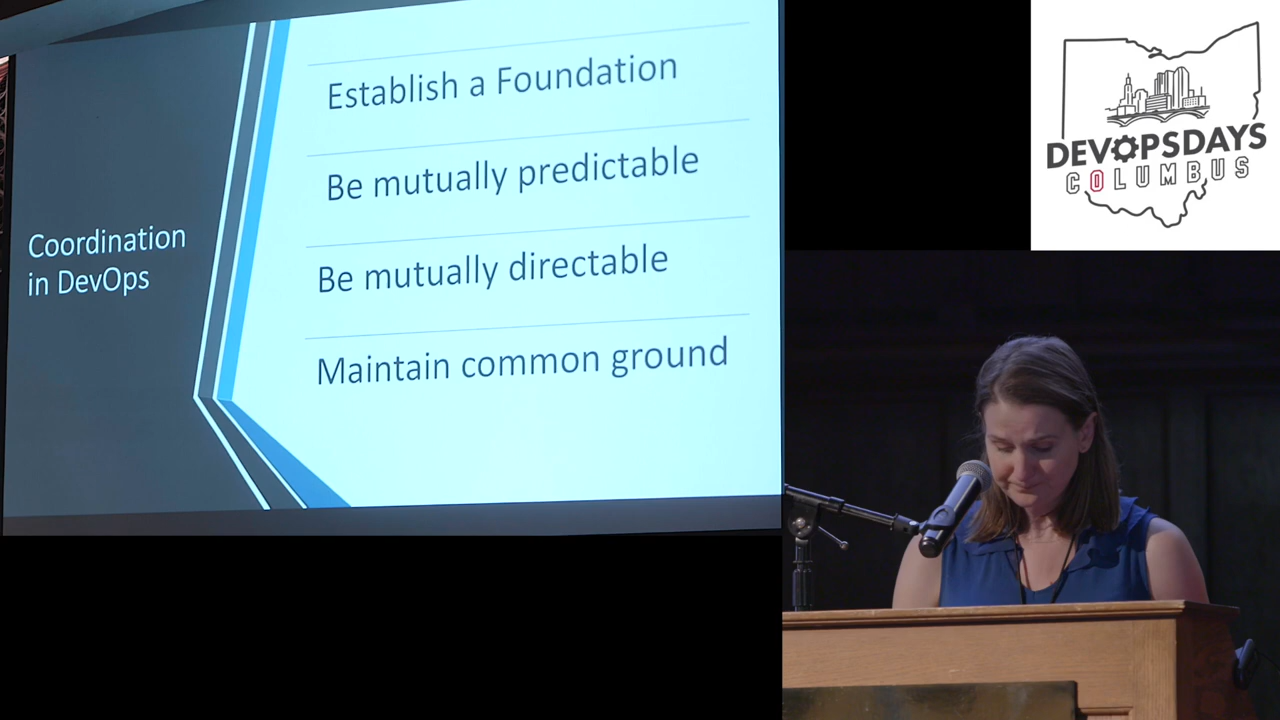 Coordination
in DevOps
Establish a Foundation
Be mutually predictable
Be mutually directable
Maintain common ground
DEVOPSDAYS
COLUMBUS